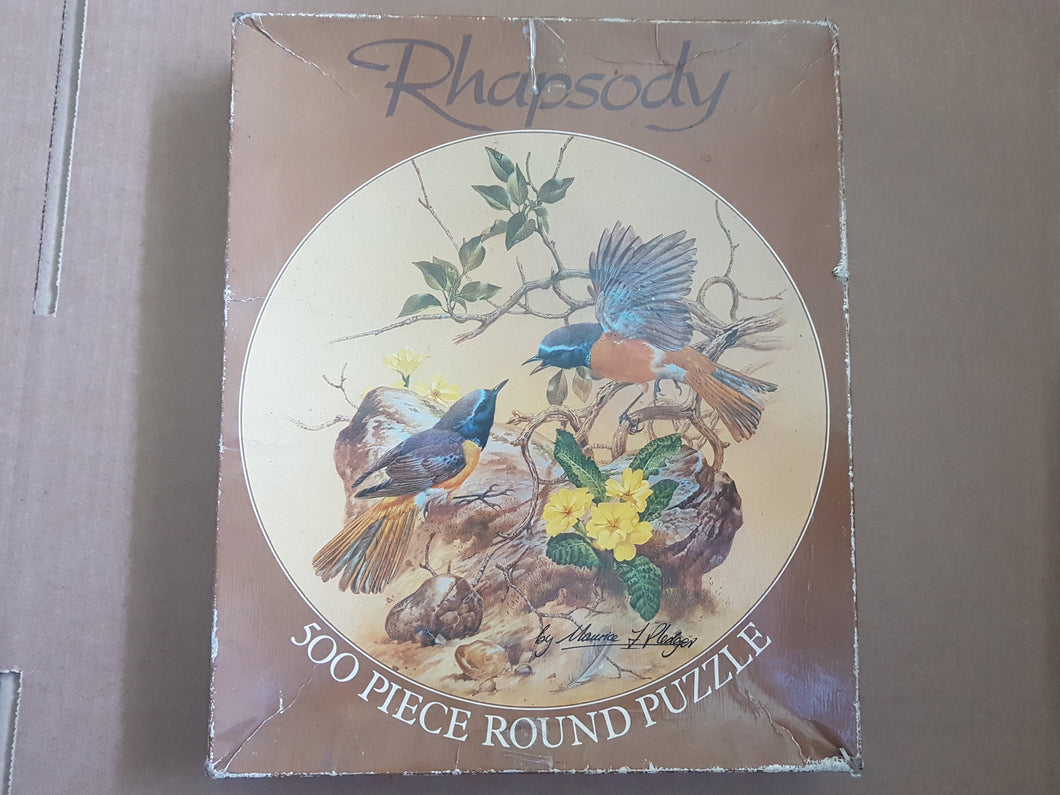 Rhapsody
by Maurice J Pledger
500 PIECE ROUND PUZZLE